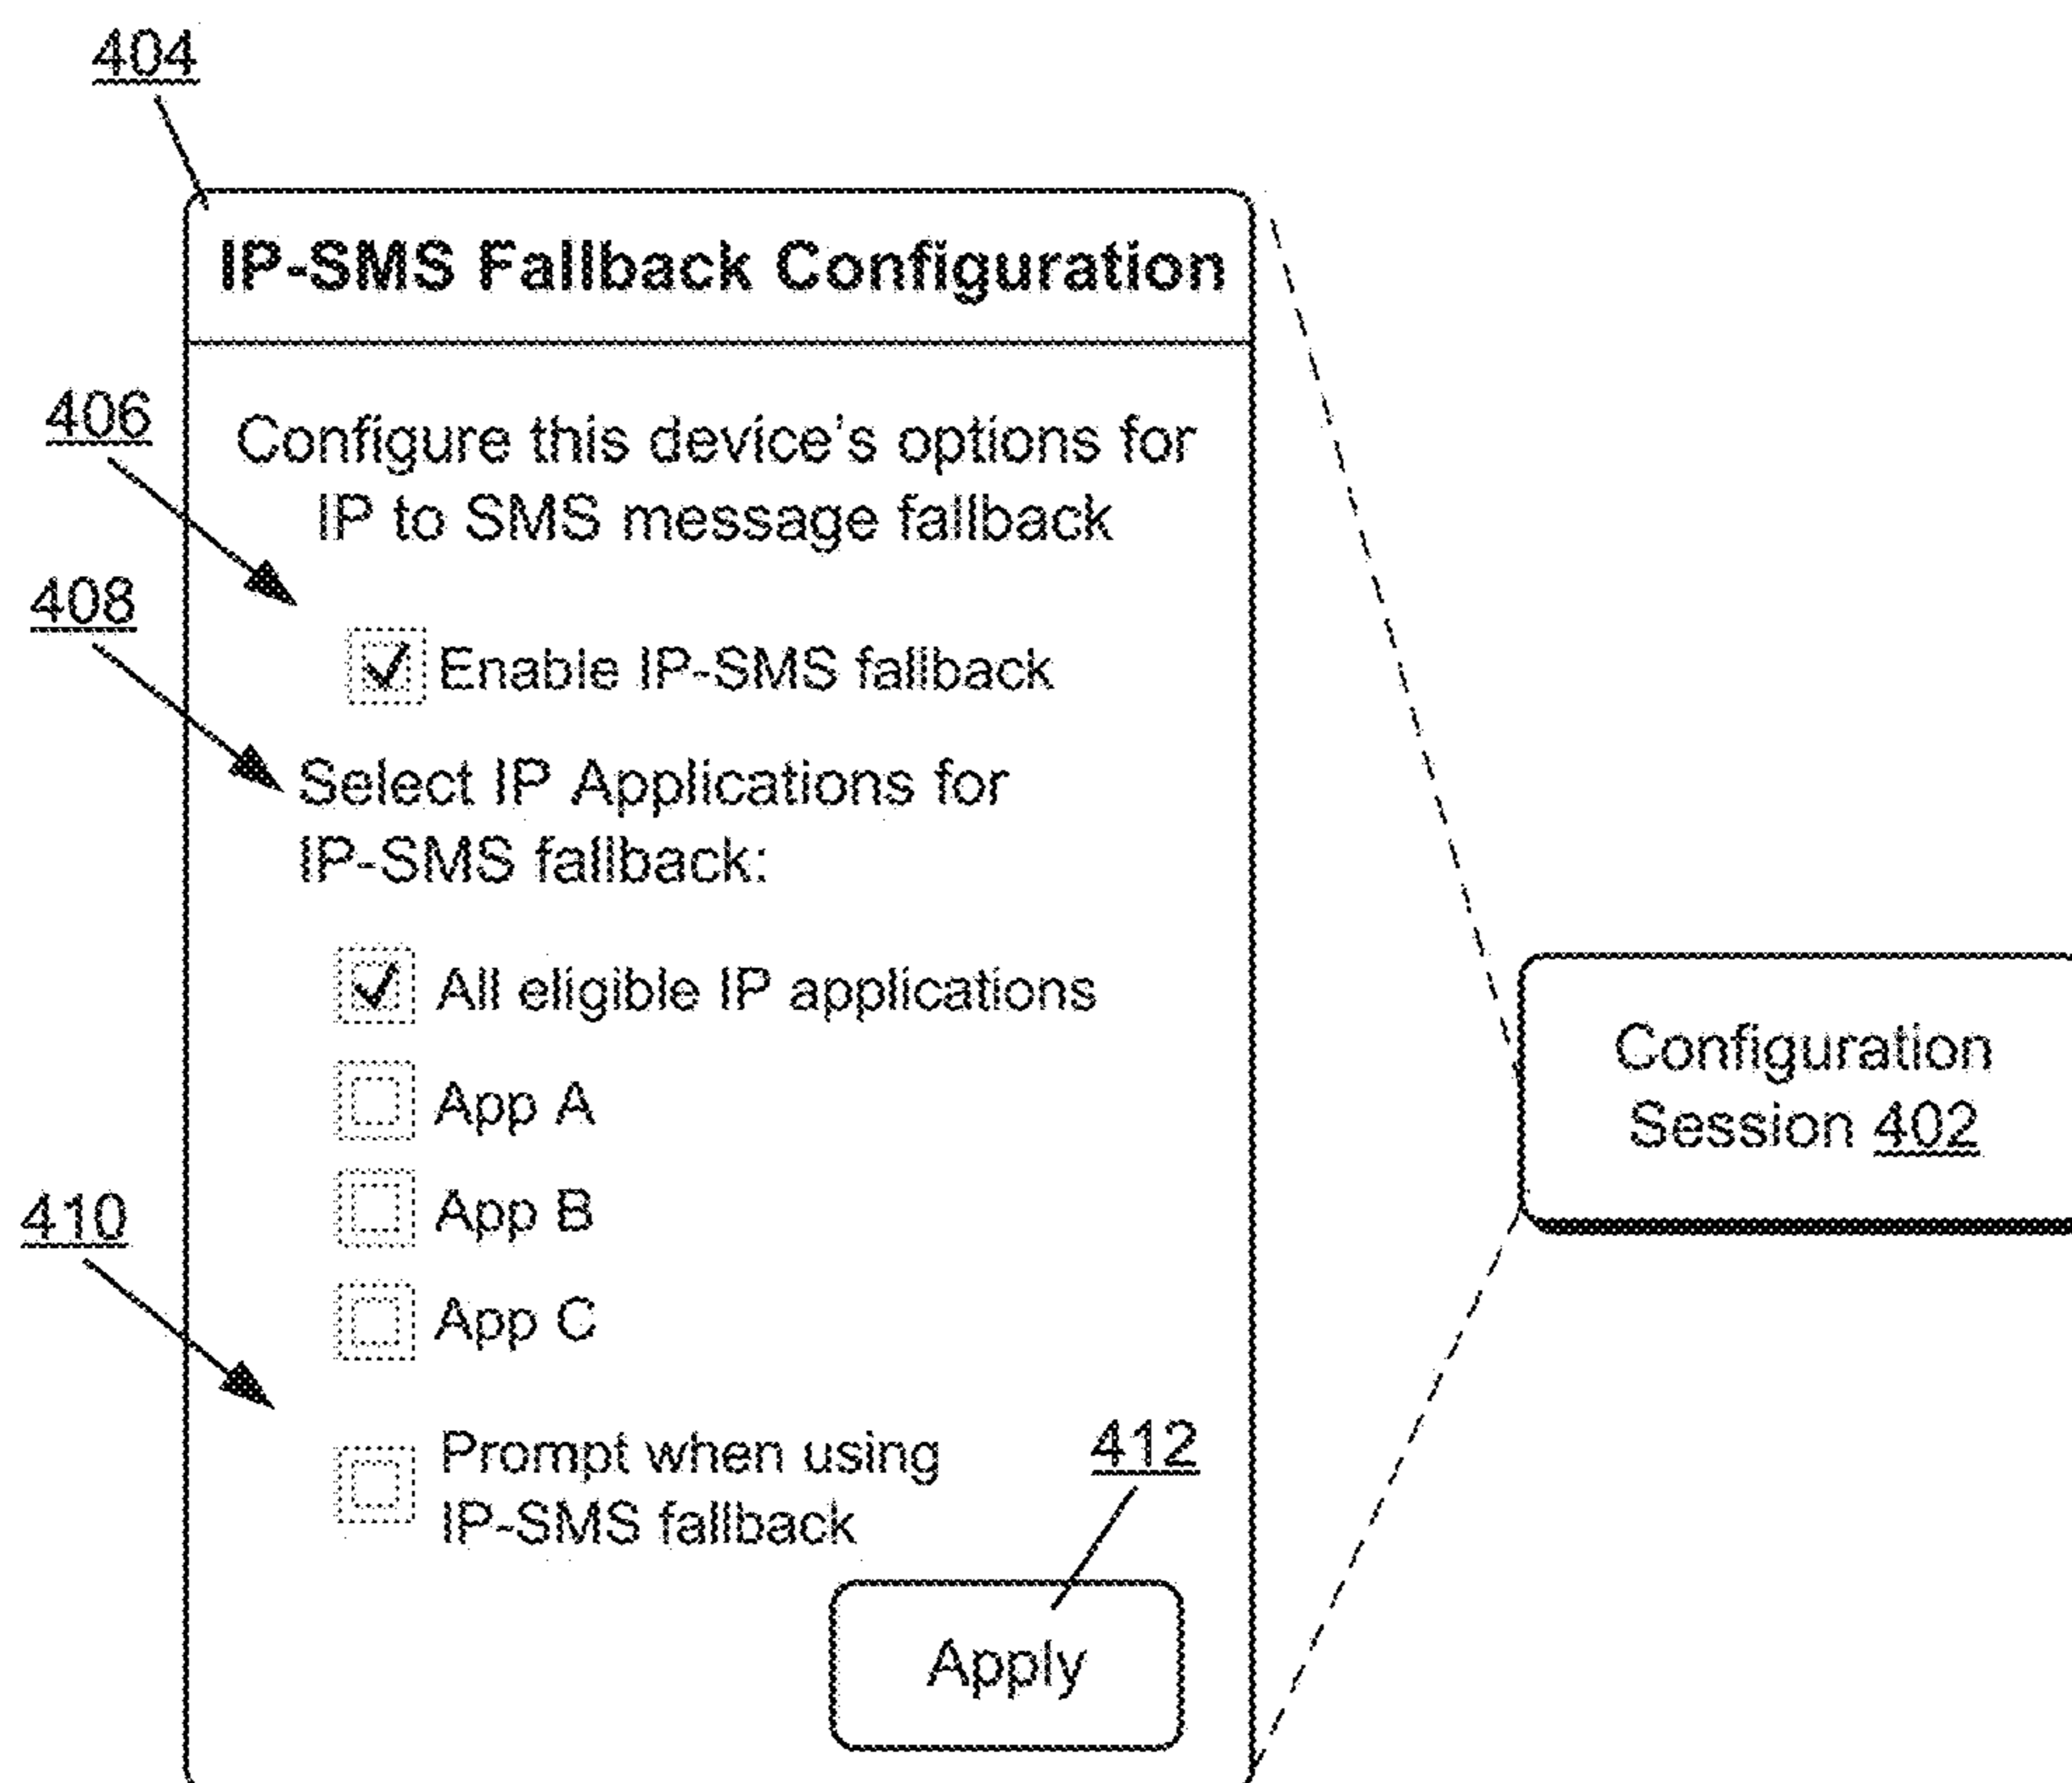 404
IP-SMS Fallback Configuration
406
Configure this device's options for
IP to SMS message fallback
408
Enable IP-SMS fallback
Select IP Applications for
IP-SMS fallback:
All eligible IP applications
App A
App B
App C
410
Prompt when using
IP-SMS fallback
412
Apply
Configuration
Session 402